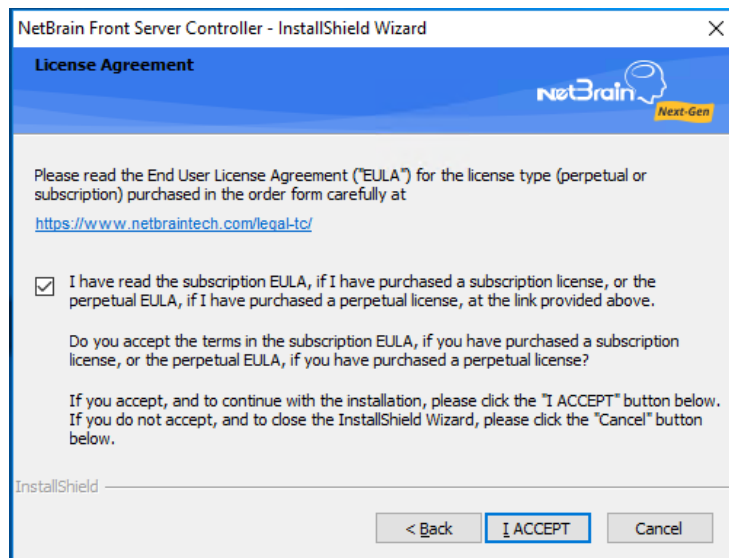 NetBrain Front Server Controller - InstallShield Wizard
License Agreement
NetBrain
Next-Gen
Please read the End User License Agreement ("EULA") for the license type (perpetual or
subscription) purchased in the order form carefully at
https://www.netbraintech.com/legal-tc/
I have read the subscription EULA, if I have purchased a subscription license, or the
perpetual EULA, if I have purchased a perpetual license, at the link provided above.
Do you accept the terms in the subscription EULA, if you have purchased a subscription
license, or the perpetual EULA, if you have purchased a perpetual license?
If you accept, and to continue with the installation, please click the "I ACCEPT" button below.
If you do not accept, and to close the InstallShield Wizard, please click the "Cancel" button
below.
InstallShield
< Back I ACCEPT Cancel